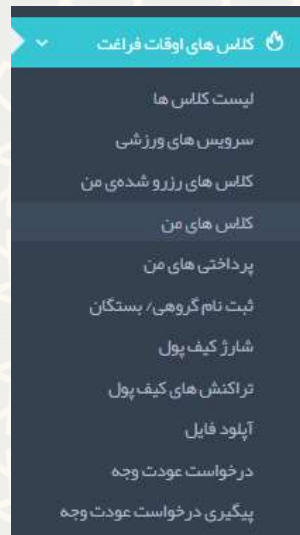 کلاس های اوقات فراغت
لیست کلاس ها
سرویس های ورزشی
کلاس های رزرو شده‌ی من
کلاس های من
پرداختی های من
ثبت نام گروهی/ بستگان
شارژ کیف پول
تراکنش های کیف پول
آپلود فایل
درخواست عودت وجه
پیگیری درخواست عودت وجه